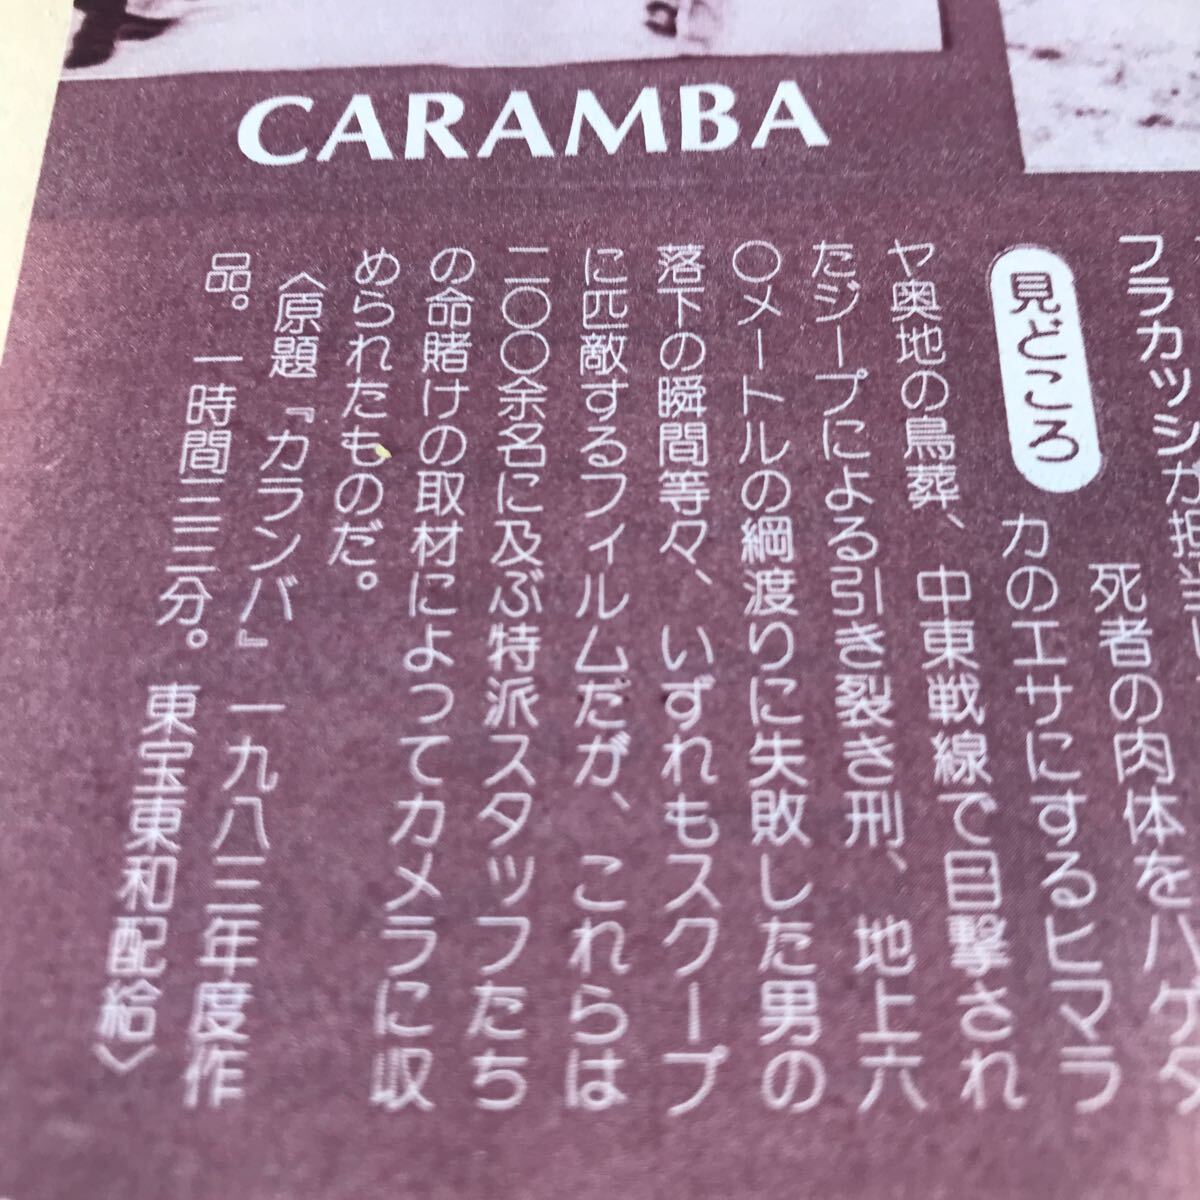 CARAMBA
フラカッシが担当
見どころ
死者の肉体をハゲタ
カのエサにするヒマラ
ヤ奥地の鳥葬、中東戦線で目撃され
たジープによる引き裂き刑、地上六
〇メートルの綱渡りに失敗した男の
落下の瞬間等々、いずれもスクープ
に匹敵するフィルムだが、これらは
二〇〇余名に及ぶ特派スタッフたち
の命賭けの取材によってカメラに収
められたものだ。
〈原題『カランバ』一九八三年度作
品。一時間三三分。東宝東和配給〉